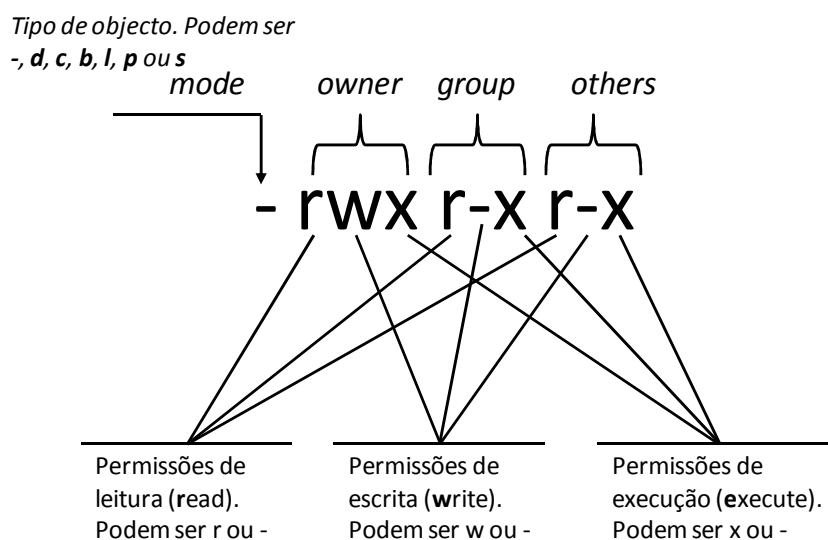 Tipo de objecto. Podem ser
-, d, c, b, l, p ou s
mode owner group others
- rwx r-x r-x
Permissões de
leitura (read).
Podem ser r ou -
Permissões de
escrita (write).
Podem ser w ou -
Permissões de
execução (execute).
Podem ser x ou -